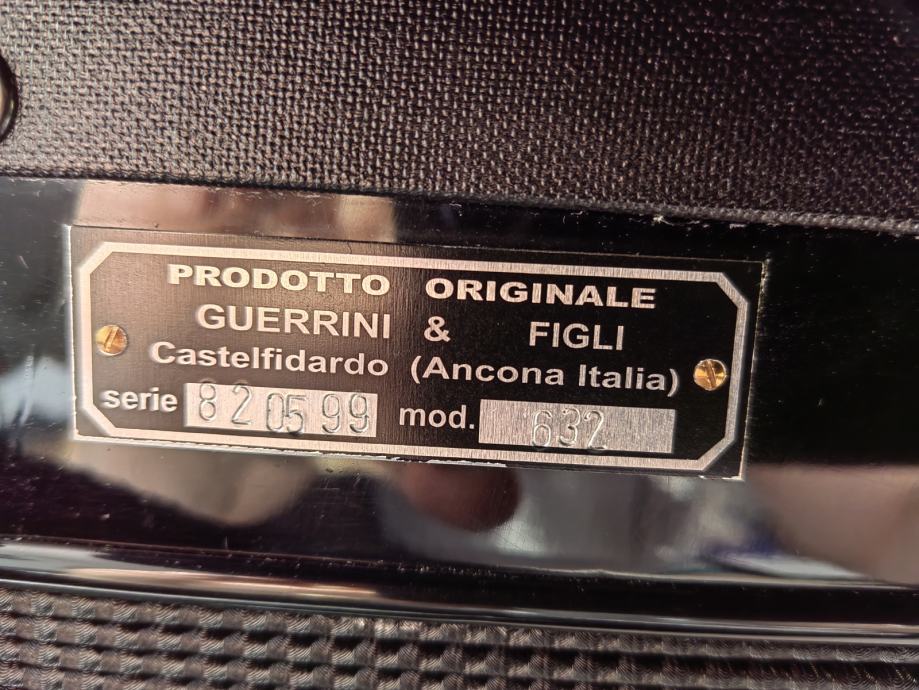 PRODOTTO ORIGINALE
GUERRINI & FIGLI
Castelfidardo (Ancona Italia)
serie 820599 mod. 632